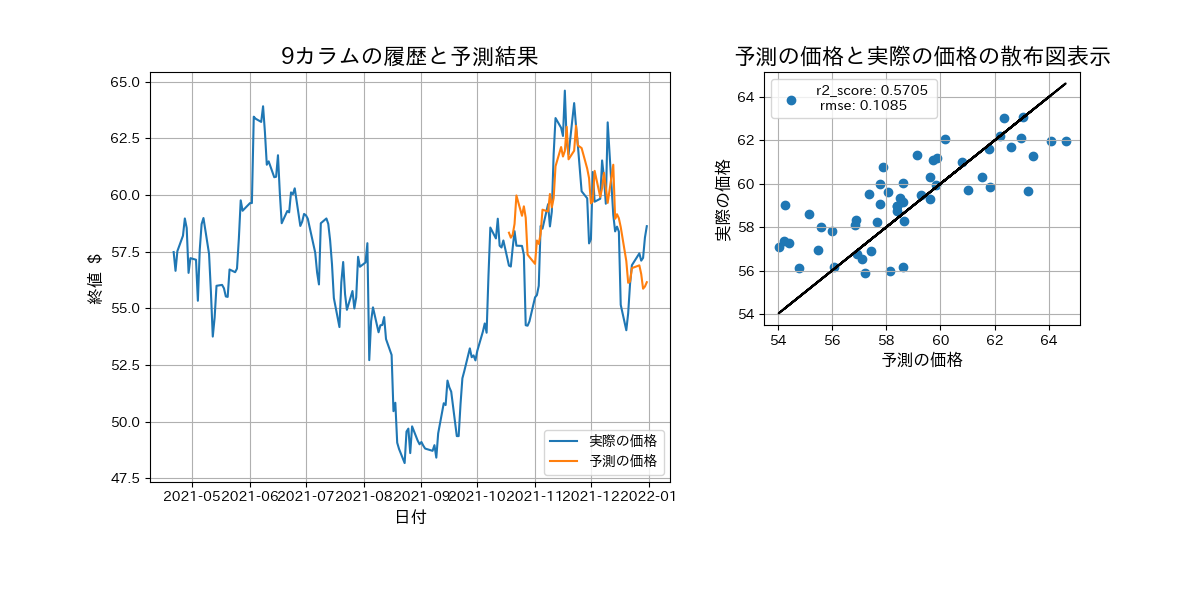 9カラムの履歴と予測結果
65.0
62.5
60.0
57.5
55.0
52.5
50.0
47.5
終値 $
2021-05
2021-06
2021-07
2021-08
2021-09
2021-10
2021-11
2021-12
2022-01
日付
実際の価格
予測の価格
予測の価格と実際の価格の散布図表示
r2_score: 0.5705
rmse: 0.1085
64
62
60
58
56
54
実際の価格
54
56
58
60
62
64
予測の価格